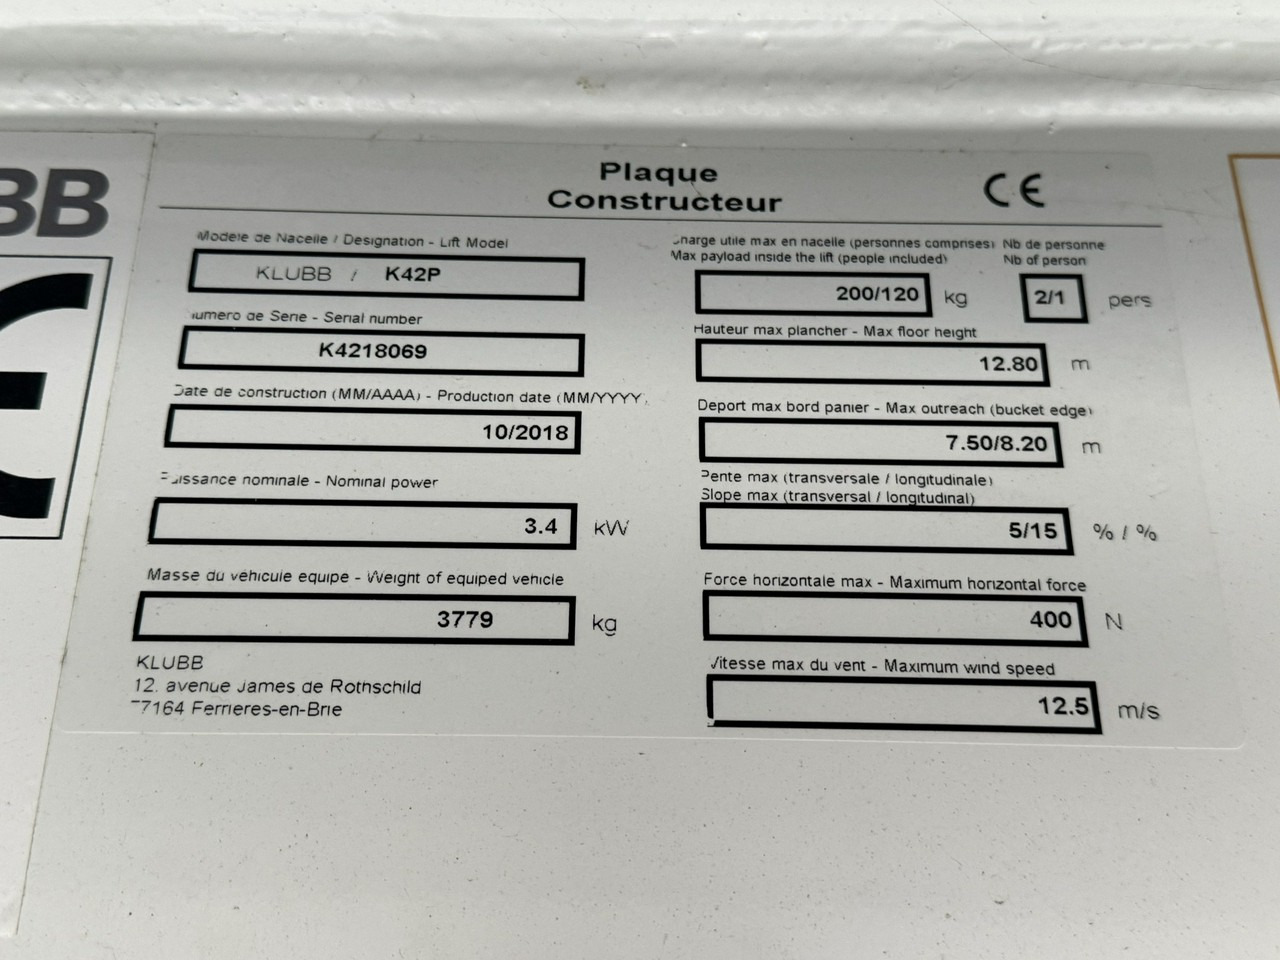 BB
Plaque
Constructeur
CE
Modele de Nacelle / Designation - Lift Model
KLUBB / K42P
Numero de Serie - Serial number
K4218069
Date de construction (MM/AAAA) - Production date (MM/YYYY)
10/2018
Puissance nominale - Nominal power
3.4 kW
Masse du véhicule équipe - Weight of equiped vehicle
3779 kg
KLUBB
12, avenue James de Rothschild
77164 Ferrieres-en-Brie
Charge utile max en nacelle (personnes comprises) Nb de personne
Max payload inside the lift (people included) Nb of person
200/120 kg 2/1 pers
Hauteur max plancher - Max floor height
12.80 m
Deport max bord panier - Max outreach (bucket edge)
7.50/8.20 m
Pente max (transversale / longitudinale)
Slope max (transversal / longitudinal)
5/15 % / %
Force horizontale max - Maximum horizontal force
400 N
Vitesse max du vent - Maximum wind speed
12.5 m/s